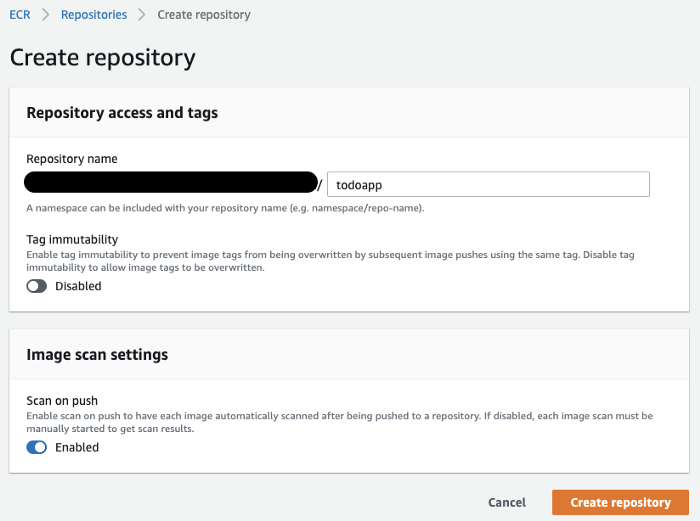 ECR > Repositories > Create repository
Create repository
Repository access and tags
Repository name
/ todoapp
A namespace can be included with your repository name (e.g. namespace/repo-name).
Tag immutability
Enable tag immutability to prevent image tags from being overwritten by subsequent image pushes using the same tag. Disable tag
immutability to allow image tags to be overwritten.
Disabled
Image scan settings
Scan on push
Enable scan on push to have each image automatically scanned after being pushed to a repository. If disabled, each image scan must be
manually started to get scan results.
Enabled
Cancel Create repository